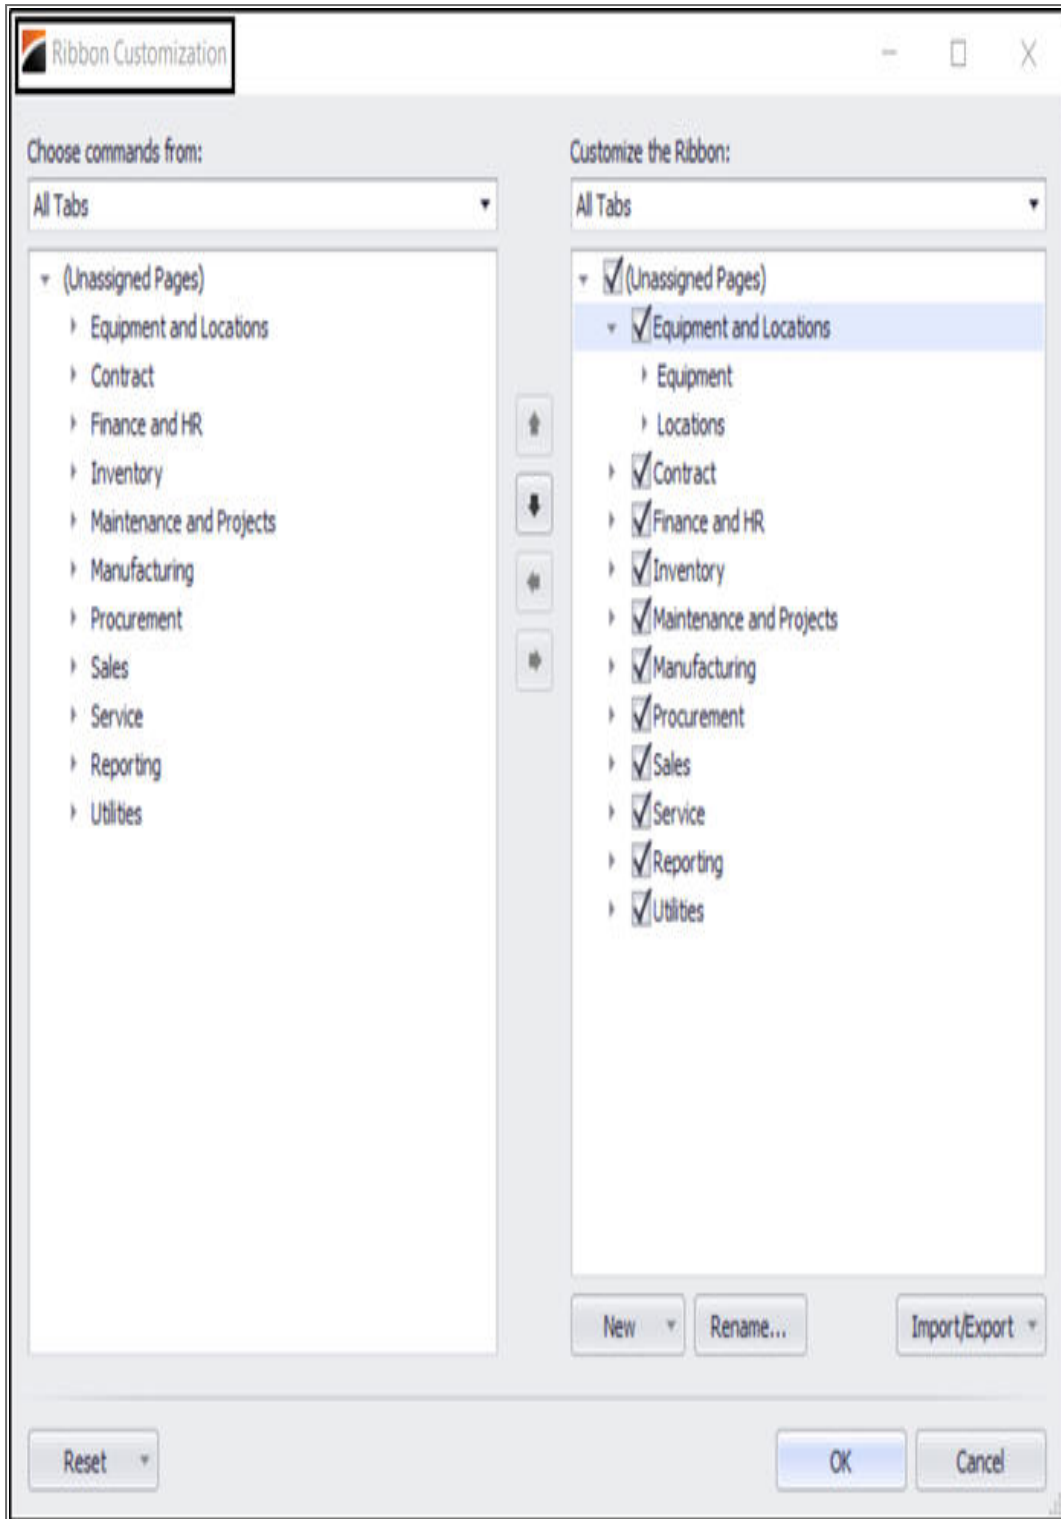 Ribbon Customization
Choose commands from:
All Tabs
(Unassigned Pages)
Equipment and Locations
Contract
Finance and HR
Inventory
Maintenance and Projects
Manufacturing
Procurement
Sales
Service
Reporting
Utilities
Customize the Ribbon:
All Tabs
(Unassigned Pages)
Equipment and Locations
Equipment
Locations
Contract
Finance and HR
Inventory
Maintenance and Projects
Manufacturing
Procurement
Sales
Service
Reporting
Utilities
New
Rename...
Import/Export
Reset
OK
Cancel